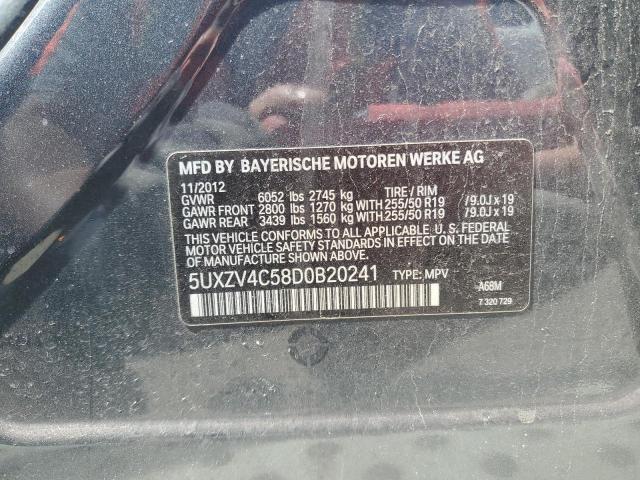 MFD BY BAYERISCHE MOTOREN WERKE AG
11/2012 TIRE / RIM
GVWR 6052 lbs 2745 kg
GAWR FRONT 2800 lbs 1270 kg WITH 255/50 R19 /9.0J x 19
GAWR REAR 3439 lbs 1560 kg WITH 255/50 R19 /9.0J x 19
THIS VEHICLE CONFORMS TO ALL APPLICABLE U. S. FEDERAL
MOTOR VEHICLE SAFETY STANDARDS IN EFFECT ON THE DATE
OF MANUFACTURE SHOWN ABOVE.
5UXZV4C58D0B20241 TYPE: MPV
A68M
7 320 729